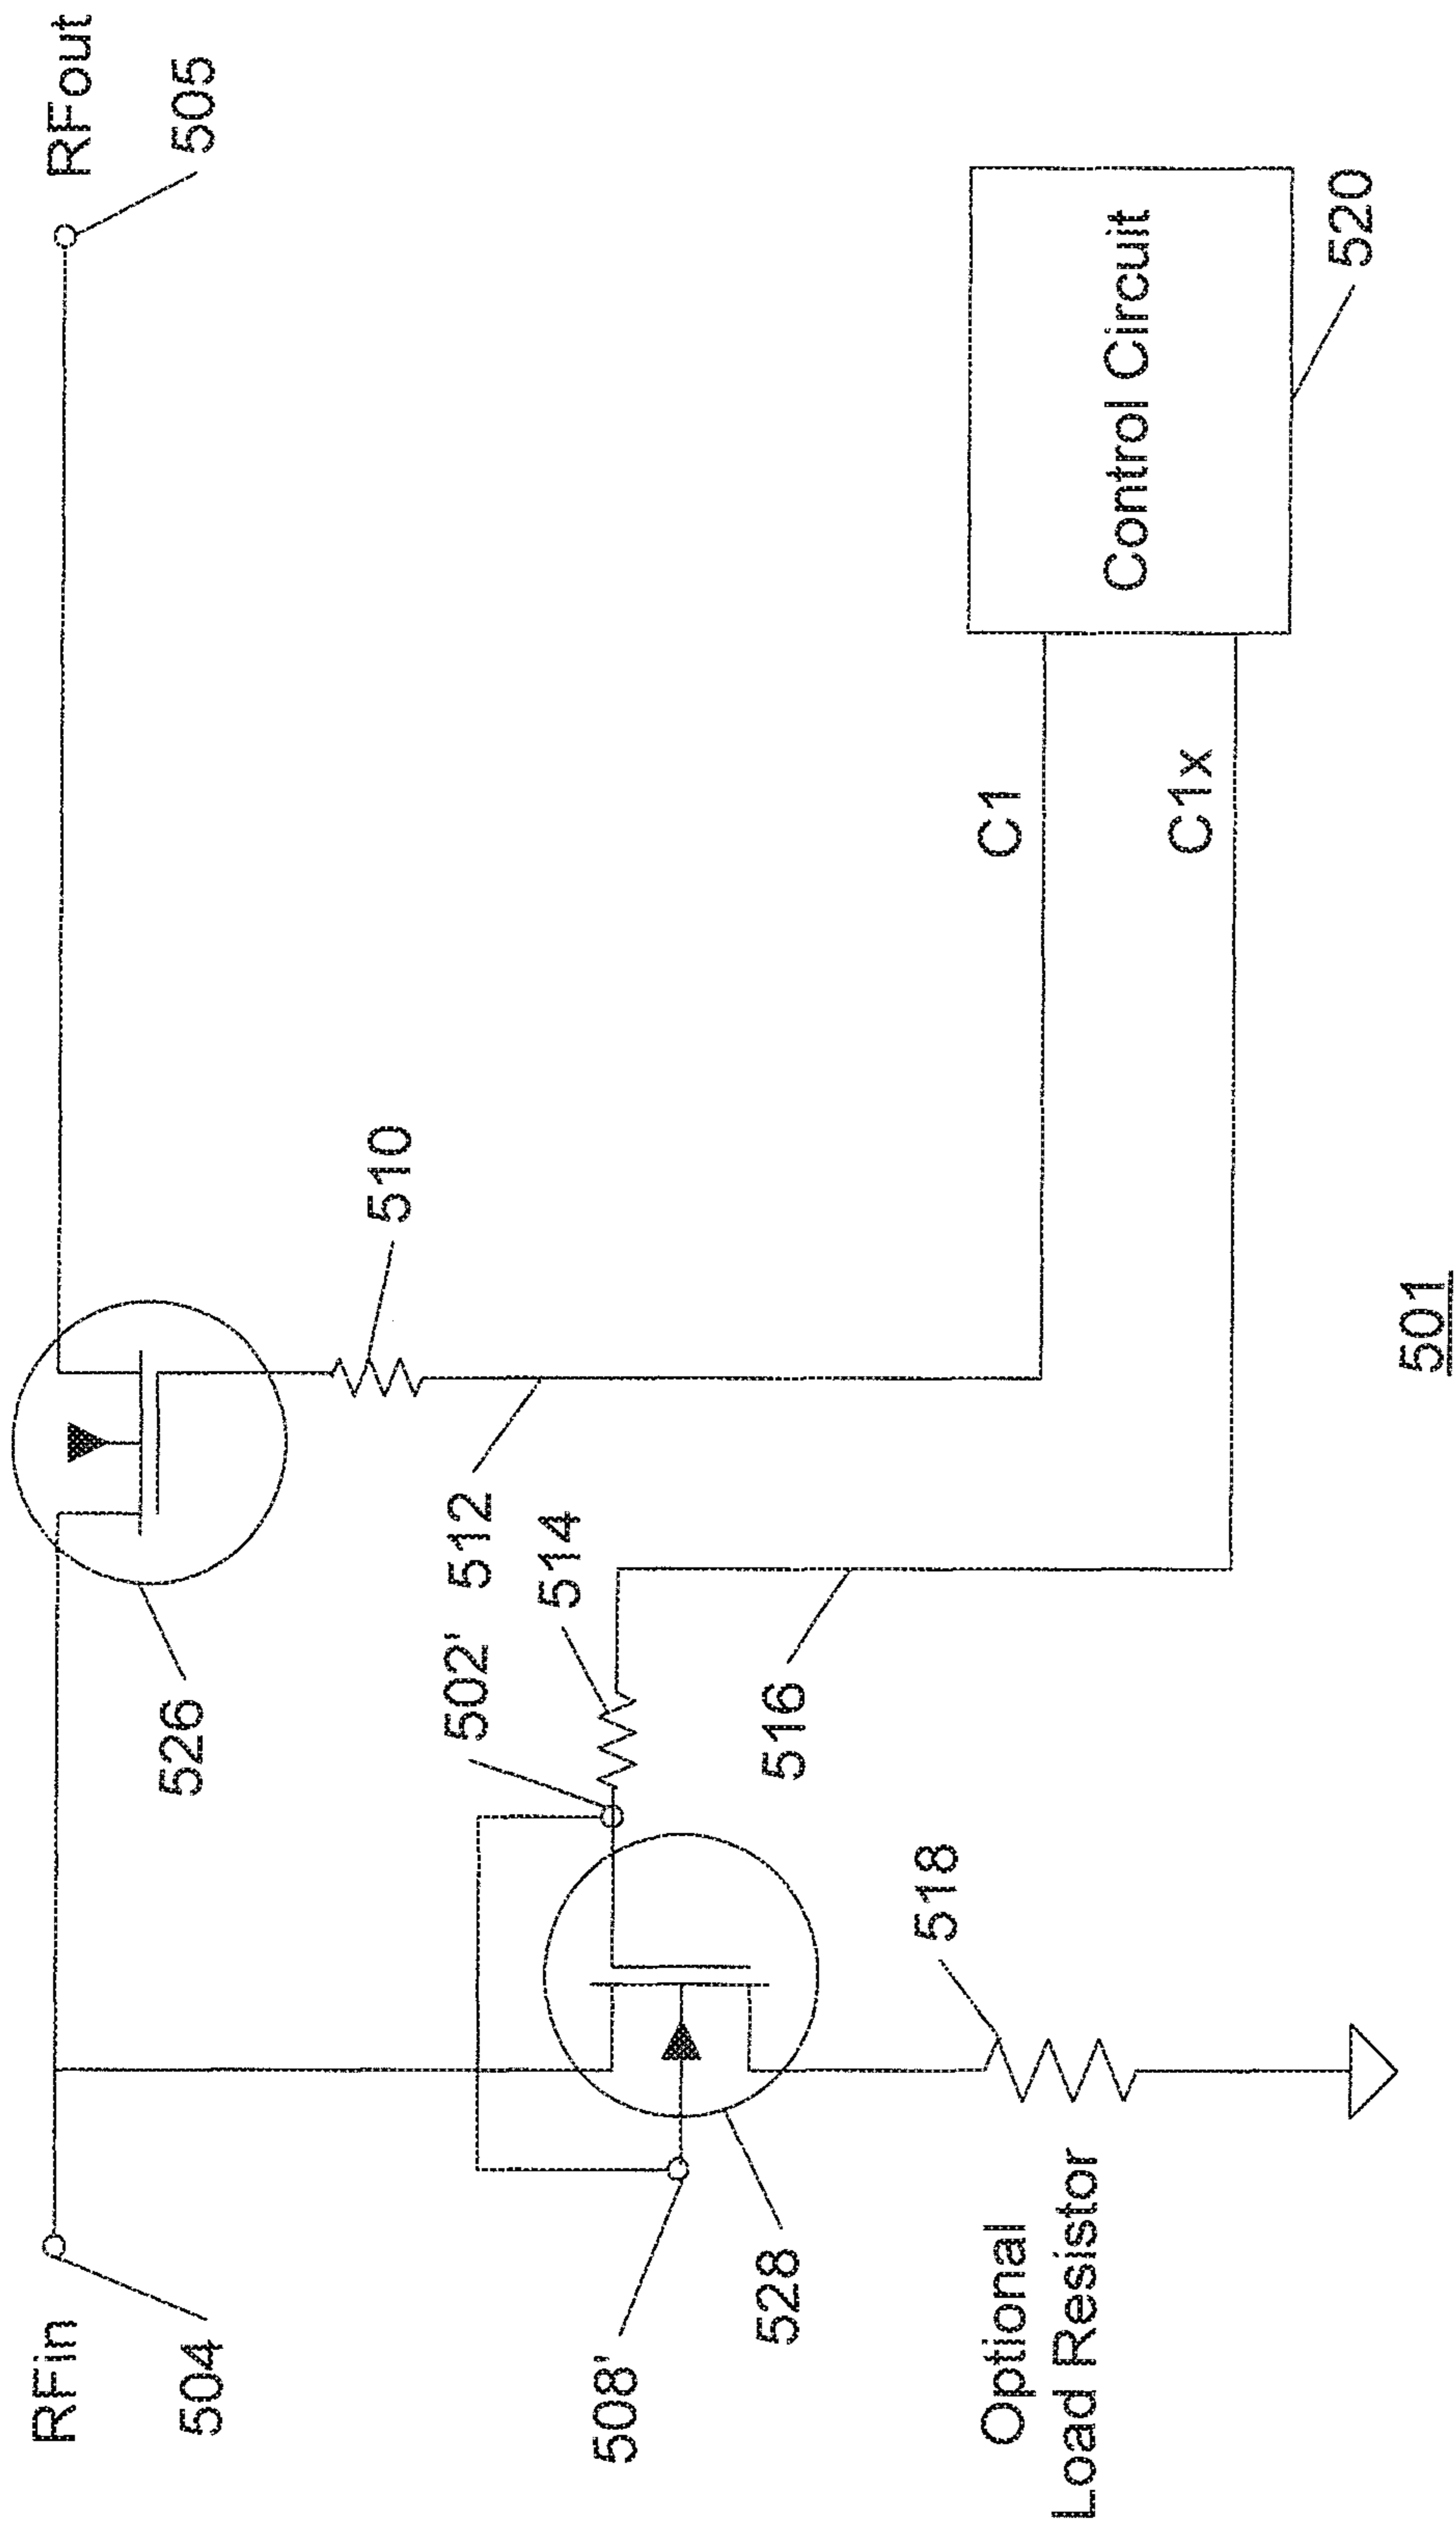 RFin
504
526
RFout
505
510
502'
512
514
508'
528
516
518
Optional
Load Resistor
C1
C1x
Control Circuit
520
501